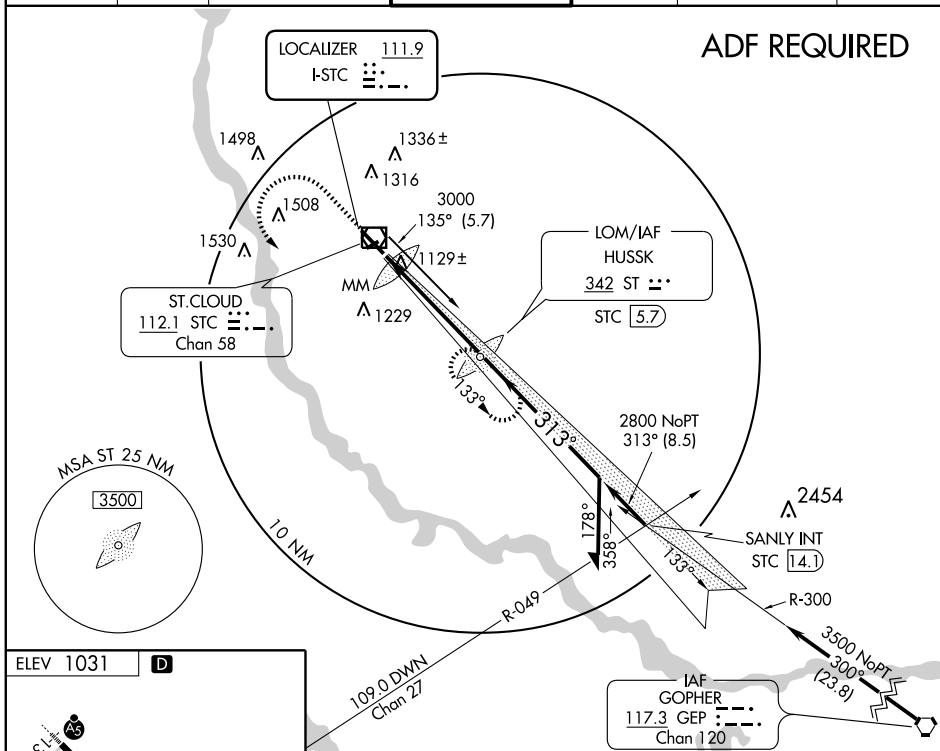 ADF REQUIRED
LOCALIZER 111.9
I-STC
1498
1336 ±
1316
3000
135° (5.7)
1508
1530
LOM/IAF
HUSSK
342 ST
STC 5.7
1129 ±
MM
1229
ST.CLOUD
112.1 STC
Chan 58
133°
313°
2800 NoPT
313° (8.5)
MSA ST 25 NM
3500
2454
SANLY INT
STC 14.1
178°
358°
133°
10 NM
R-049
R-300
109.0 DWN
Chan 27
3500 NoPT
300°
(23.8)
IAF
GOPHER
117.3 GEP
Chan 120
ELEV 1031 D
A5